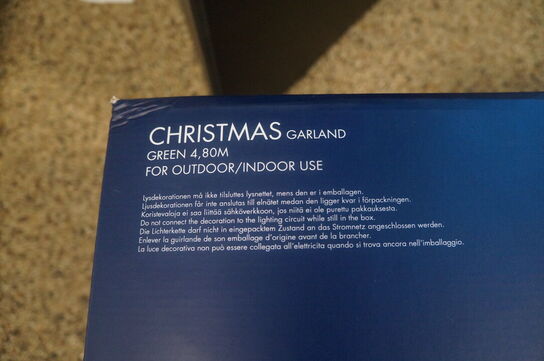 CHRISTMAS GARLAND
GREEN 4,80M
FOR OUTDOOR/INDOOR USE
Lysdekorationen må ikke tilsluttes lysnettet, mens den er i emballagen.
Ljusdekorationen får inte anslutas till elnätet medan den ligger kvar i förpackningen.
Koristevaloja ei saa liittää sähköverkkoon, jos niitä ei ole purettu pakkauksesta.
Do not connect the decoration to the lighting circuit while still in the box.
Die Lichterkette darf nicht in eingepacktem Zustand an das Stromnetz angeschlossen werden.
Enlever la guirlande de son emballage d'origine avant de la brancher.
La luce decorativa non può essere collegata all'elettricita quando si trova ancora nell'imballaggio.